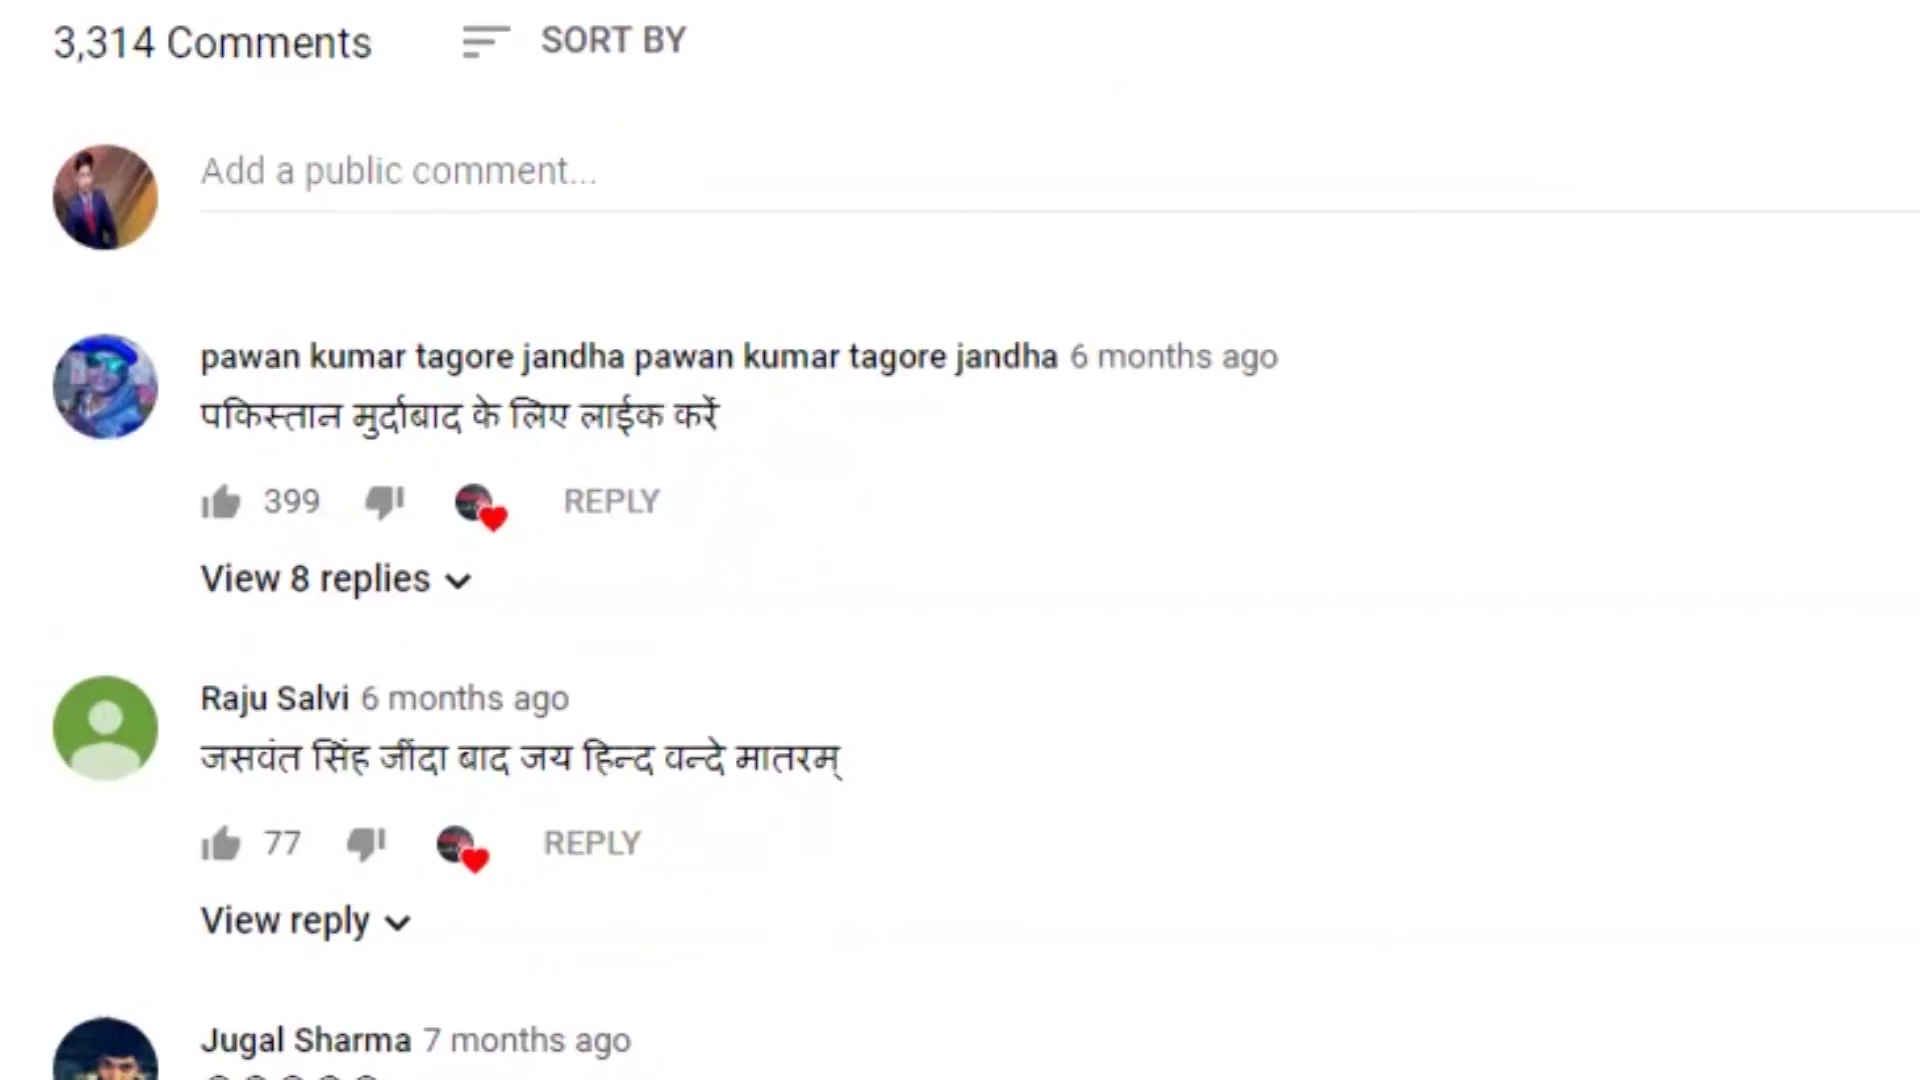 3,314 Comments SORT BY
Add a public comment...
pawan kumar tagore jandha pawan kumar tagore jandha 6 months ago
पकिस्तान मुर्दाबाद के लिए लाईक करें
399 REPLY
View 8 replies
Raju Salvi 6 months ago
जसवंत सिंह जींदा बाद जय हिन्द वन्दे मातरम्
77 REPLY
View reply
Jugal Sharma 7 months ago